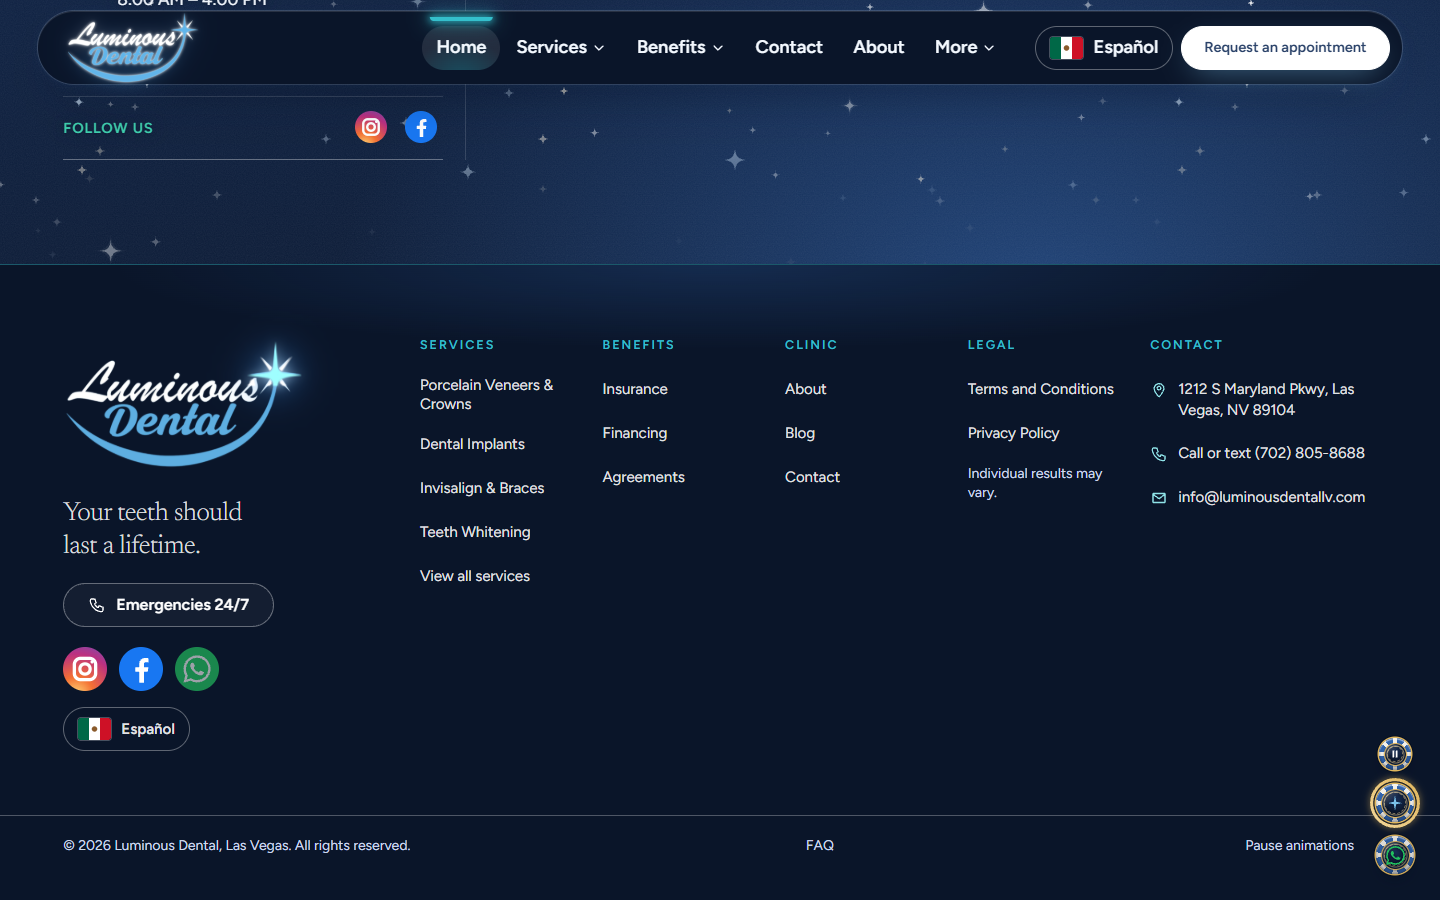 8:00 AM – 4:00 PM
Luminous
Dental
Home
Services
Benefits
Contact
About
More
Español
Request an appointment
FOLLOW US
Luminous
Dental
Your teeth should
last a lifetime.
Emergencies 24/7
Español
SERVICES
Porcelain Veneers &
Crowns
Dental Implants
Invisalign & Braces
Teeth Whitening
View all services
BENEFITS
Insurance
Financing
Agreements
CLINIC
About
Blog
Contact
LEGAL
Terms and Conditions
Privacy Policy
Individual results may
vary.
CONTACT
1212 S Maryland Pkwy, Las
Vegas, NV 89104
Call or text (702) 805-8688
info@luminousdentallv.com
© 2026 Luminous Dental, Las Vegas. All rights reserved.
FAQ
Pause animations